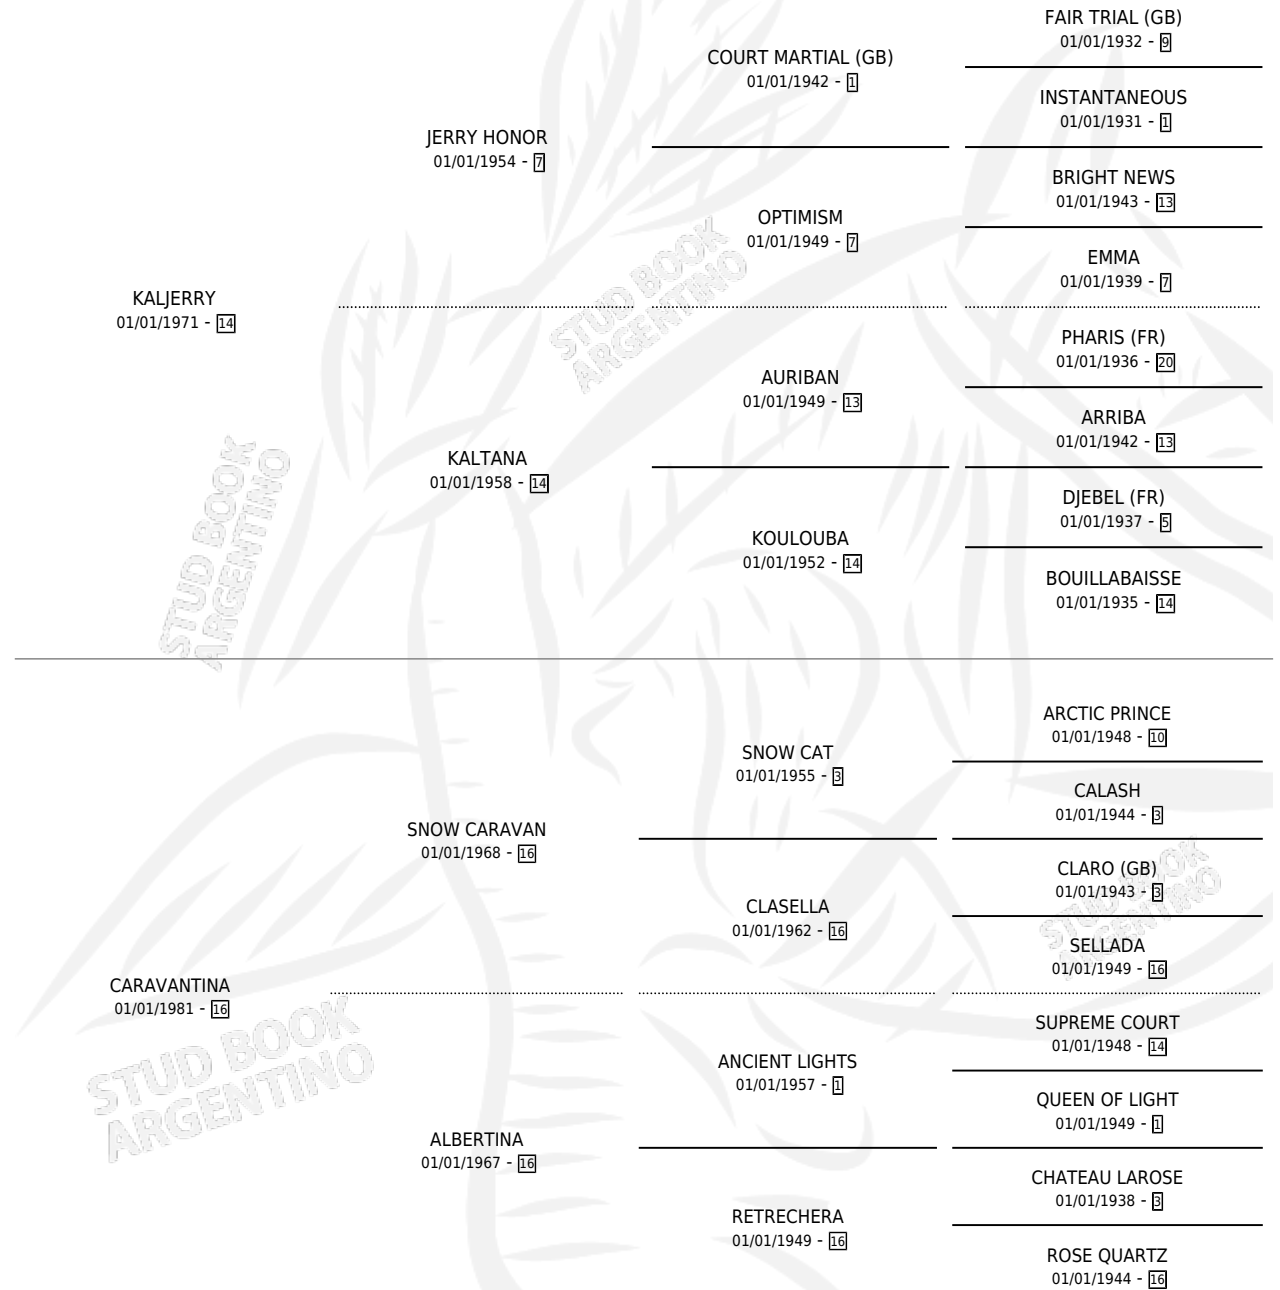 FAIR TRIAL (GB)
01/01/1932 - 9
COURT MARTIAL (GB)
01/01/1942 - 1
INSTANTANEOUS
01/01/1931 - 1
JERRY HONOR
01/01/1954 - 7
BRIGHT NEWS
01/01/1943 - 13
OPTIMISM
01/01/1949 - 7
EMMA
01/01/1939 - 7
KALJERRY
01/01/1971 - 14
PHARIS (FR)
01/01/1936 - 20
AURIBAN
01/01/1949 - 13
ARRIBA
01/01/1942 - 13
KALTANA
01/01/1958 - 14
DJEBEL (FR)
01/01/1937 - 5
KOULOUBA
01/01/1952 - 14
BOUILLABAISSE
01/01/1935 - 14
ARCTIC PRINCE
01/01/1948 - 10
SNOW CAT
01/01/1955 - 3
CALASH
01/01/1944 - 3
SNOW CARAVAN
01/01/1968 - 16
CLARO (GB)
01/01/1943 - 3
CLASELLA
01/01/1962 - 16
SELLADA
01/01/1949 - 16
CARAVANTINA
01/01/1981 - 16
SUPREME COURT
01/01/1948 - 14
ANCIENT LIGHTS
01/01/1957 - 1
QUEEN OF LIGHT
01/01/1949 - 1
ALBERTINA
01/01/1967 - 16
CHATEAU LAROSE
01/01/1938 - 3
RETRECHERA
01/01/1949 - 16
ROSE QUARTZ
01/01/1944 - 16
STUD BOOK
ARGENTINO
STUD BOOK
ARGENTINO
STUD BOOK
ARGENTINO
STUD BOOK
ARGENTINO